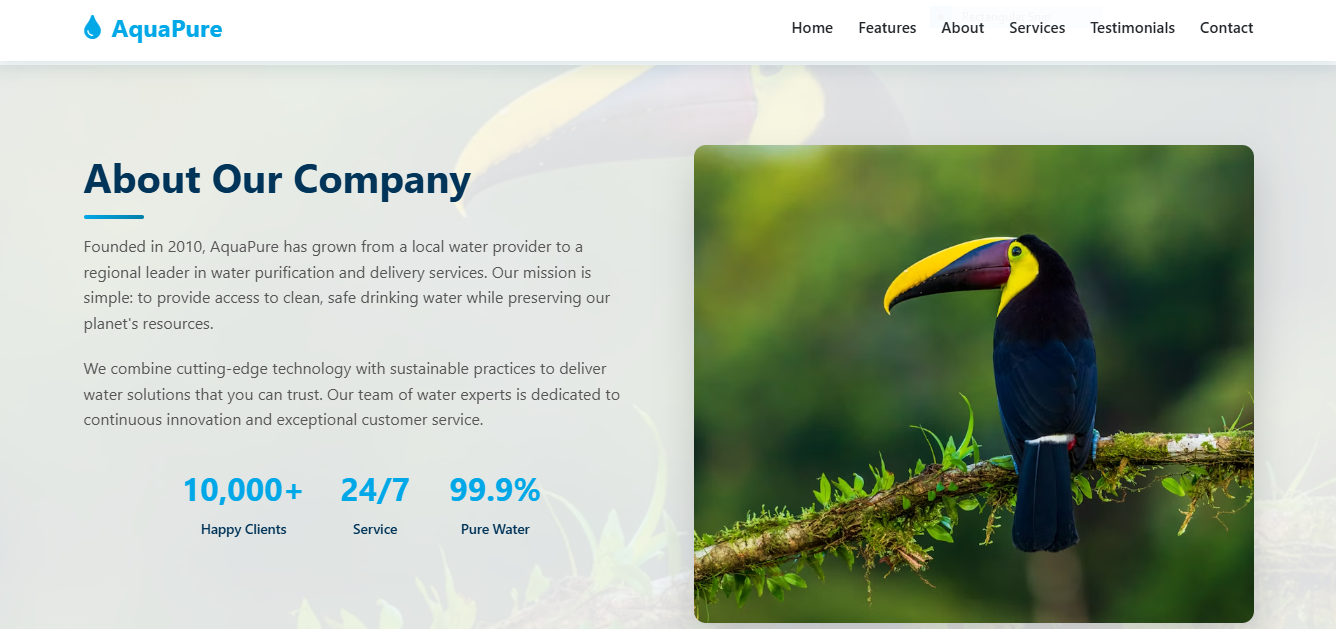 AquaPure
Home Features About Services Testimonials Contact
About Our Company
Founded in 2010, AquaPure has grown from a local water provider to a
regional leader in water purification and delivery services. Our mission is
simple: to provide access to clean, safe drinking water while preserving our
planet's resources.
We combine cutting-edge technology with sustainable practices to deliver
water solutions that you can trust. Our team of water experts is dedicated to
continuous innovation and exceptional customer service.
10,000+ 24/7 99.9%
Happy Clients Service Pure Water